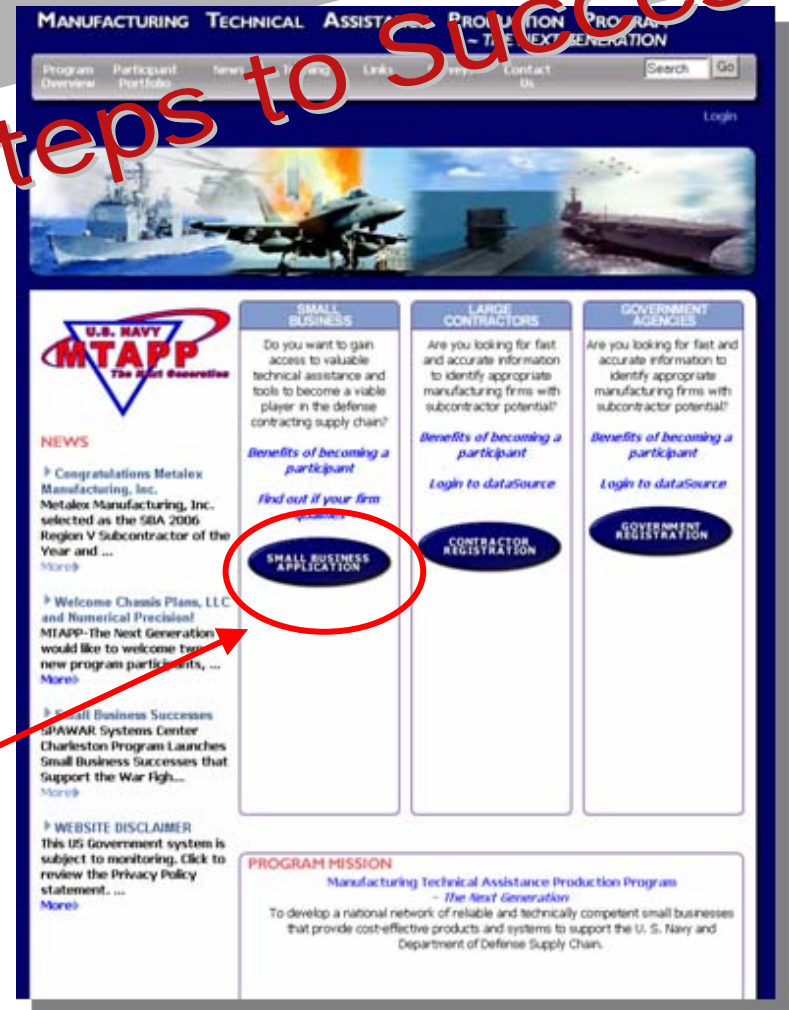 MANUFACTURING TECHNICAL ASSISTANCE PRODUCTION PROGRAM
~ THE NEXT GENERATION
teps to Success
Program Overview
Participant Portfolio
Links
Contact Us
Search
Go
Login
U.S. NAVY
MTAPP
The Next Generation
NEWS
Congratulations Metalex
Manufacturing, Inc.
Metalex Manufacturing, Inc.
selected as the SBA 2006
Region V Subcontractor of the
Year and ...
More
Welcome Chassis Plans, LLC
and Numerical Precision!
MTAPP-The Next Generation
would like to welcome two
new program participants, ...
More
Small Business Successes
SPAWAR Systems Center
Charleston Program Launches
Small Business Successes that
Support the War Figh...
More
WEBSITE DISCLAIMER
This US Government system is
subject to monitoring. Click to
review the Privacy Policy
statement. ...
More
SMALL
BUSINESS
Do you want to gain
access to valuable
technical assistance and
tools to become a viable
player in the defense
contracting supply chain?
Benefits of becoming a
participant
Find out if your firm
qualifies
SMALL BUSINESS
APPLICATION
LARGE
CONTRACTORS
Are you looking for fast
and accurate information
to identify appropriate
manufacturing firms with
subcontractor potential?
Benefits of becoming a
participant
Login to dataSource
CONTRACTOR
REGISTRATION
GOVERNMENT
AGENCIES
Are you looking for fast and
accurate information to
identify appropriate
manufacturing firms with
subcontractor potential?
Benefits of becoming a
participant
Login to dataSource
GOVERNMENT
REGISTRATION
PROGRAM MISSION
Manufacturing Technical Assistance Production Program
~ The Next Generation
To develop a national network of reliable and technically competent small businesses
that provide cost-effective products and systems to support the U. S. Navy and
Department of Defense Supply Chain.